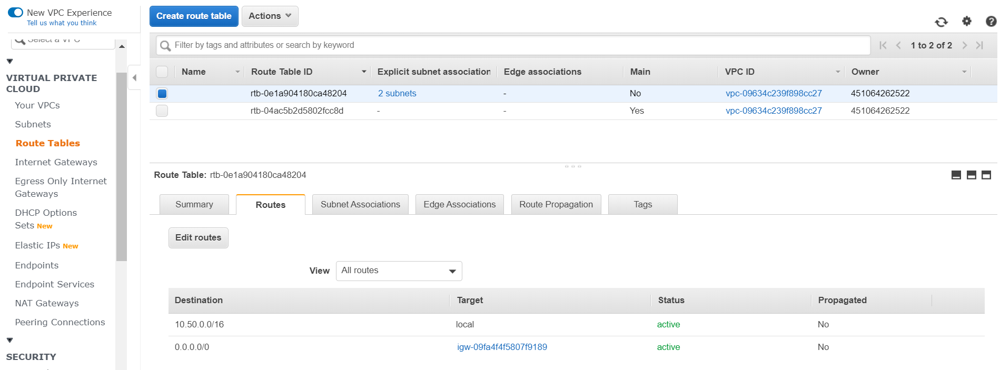 New VPC Experience
Tell us what you think
Select a VPC
VIRTUAL PRIVATE
CLOUD
Your VPCs
Subnets
Route Tables
Internet Gateways
Egress Only Internet
Gateways
DHCP Options
Sets New
Elastic IPs New
Endpoints
Endpoint Services
NAT Gateways
Peering Connections
SECURITY
Create route table Actions
Filter by tags and attributes or search by keyword 1 to 2 of 2
Name Route Table ID Explicit subnet association Edge associations Main VPC ID Owner
rtb-0e1a904180ca48204 2 subnets - No vpc-09634c239f898cc27 451064262522
rtb-04ac5b2d5802fcc8d - - Yes vpc-09634c239f898cc27 451064262522
Route Table: rtb-0e1a904180ca48204
Summary Routes Subnet Associations Edge Associations Route Propagation Tags
Edit routes
View All routes
Destination Target Status Propagated
10.50.0.0/16 local active No
0.0.0.0/0 igw-09fa4f4f5807f9189 active No